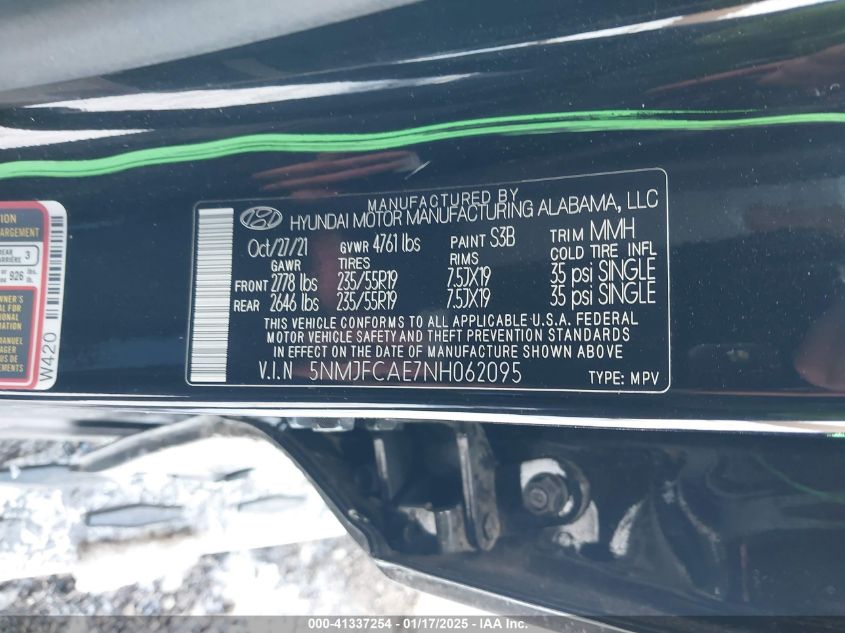 MANUFACTURED BY
HYUNDAI MOTOR MANUFACTURING ALABAMA, LLC
Oct/27/21 GVWR 4761 lbs PAINT S3B TRIM MMH
GAWR TIRES RIMS COLD TIRE INFL
FRONT 2778 lbs 235/55R19 7.5JX19 35 psi SINGLE
REAR 2646 lbs 235/55R19 7.5JX19 35 psi SINGLE
THIS VEHICLE CONFORMS TO ALL APPLICABLE U.S.A. FEDERAL
MOTOR VEHICLE SAFETY AND THEFT PREVENTION STANDARDS
IN EFFECT ON THE DATE OF MANUFACTURE SHOWN ABOVE.
V.I.N 5NMJFCAE7NH062095 TYPE: MPV
REAR 3
926 lb.
W420
000-41337254 - 01/17/2025 - IAA Inc.